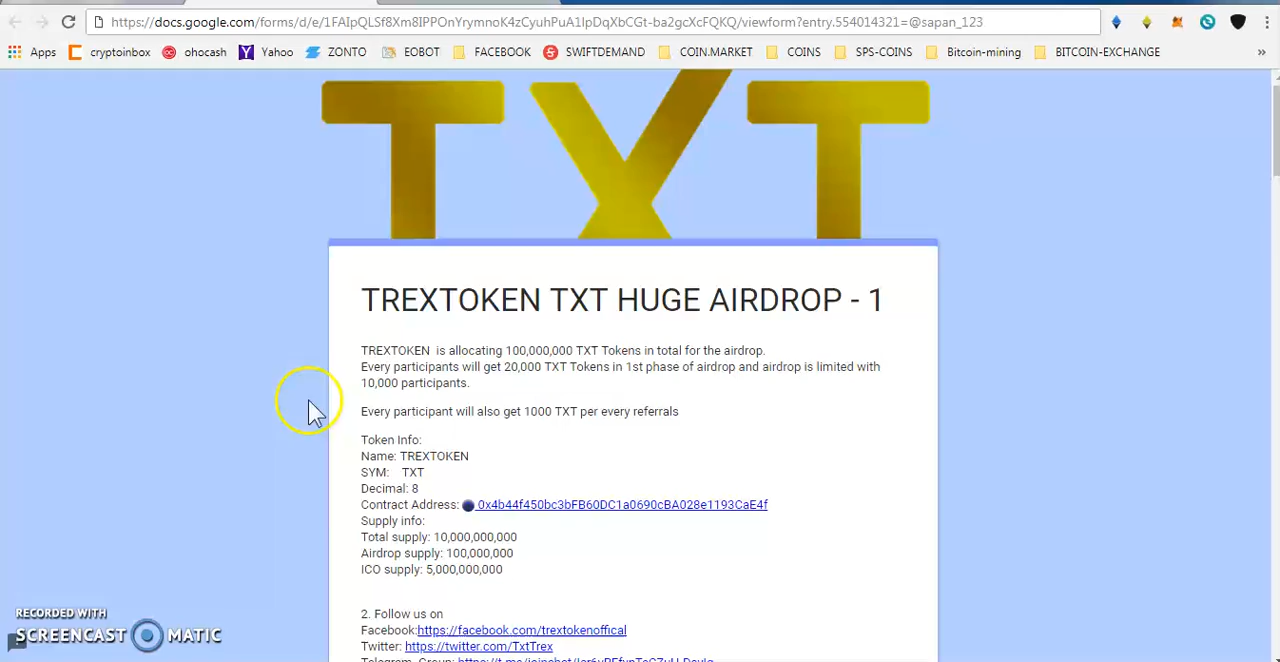 https://docs.google.com/forms/d/e/1FAIpQLSf8Xm8IPPOnYrymnoK4zCyuhPuA1IpDqXbCGt-ba2gcXcFQKQ/viewform?entry.554014321=@sapan_123
Apps cryptoinbox ohocash Yahoo ZONTO EOBOT FACEBOOK SWIFTDEMAND COIN.MARKET COINS SPS-COINS Bitcoin-mining BITCOIN-EXCHANGE »
TXT
TREXTOKEN TXT HUGE AIRDROP - 1
TREXTOKEN is allocating 100,000,000 TXT Tokens in total for the airdrop.
Every participants will get 20,000 TXT Tokens in 1st phase of airdrop and airdrop is limited with
10,000 participants.
Every participant will also get 1000 TXT per every referrals
Token Info:
Name: TREXTOKEN
SYM: TXT
Decimal: 8
Contract Address: 0x4b44f450bc3bFB60DC1a0690cBA028e1193CaE4f
Supply info:
Total supply: 10,000,000,000
Airdrop supply: 100,000,000
ICO supply: 5,000,000,000
2. Follow us on
Facebook:https://facebook.com/trextokenoffical
Twitter: https://twitter.com/TxtTrex
RECORDED WITH
SCREENCAST MATIC